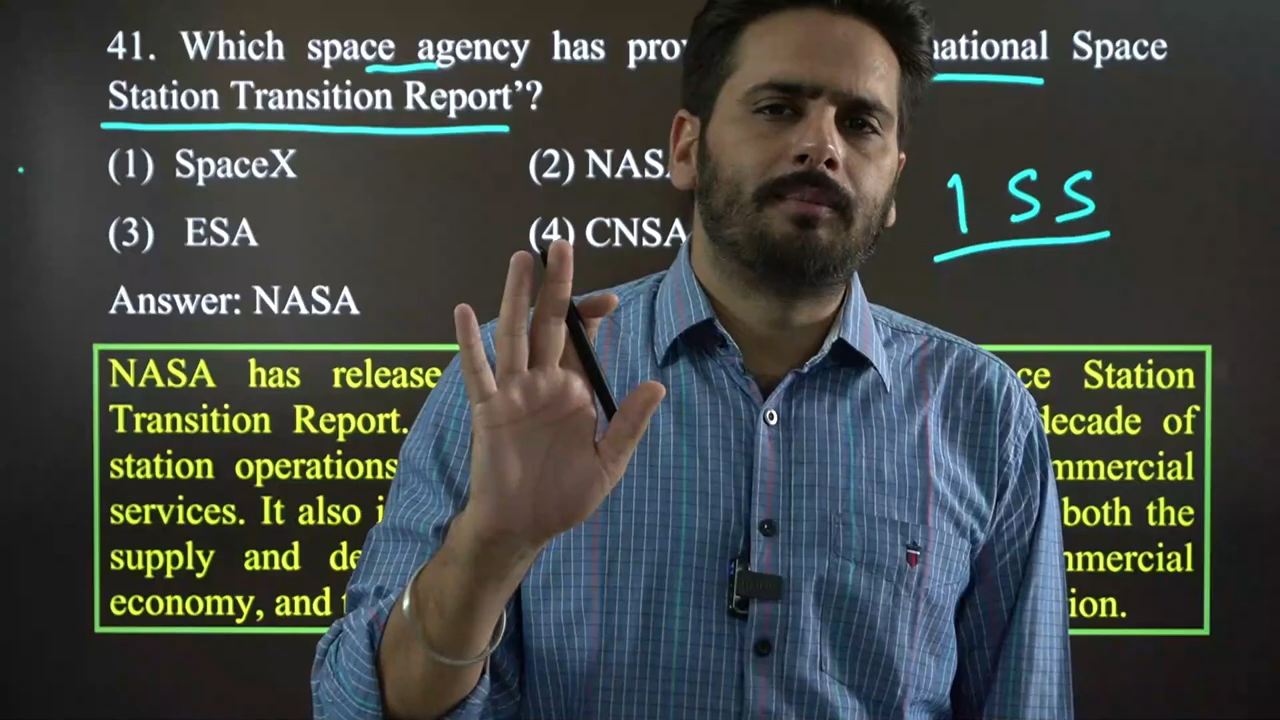 41. Which space agency has national Space
Station Transition Report’?
(1) SpaceX (2) NASA
(3) ESA (4) CNSA
1SS
Answer: NASA
NASA has release ce Station
Transition Report. decade of
station operations mmercial
services. It also both the
supply and de mmercial
economy, and ion.